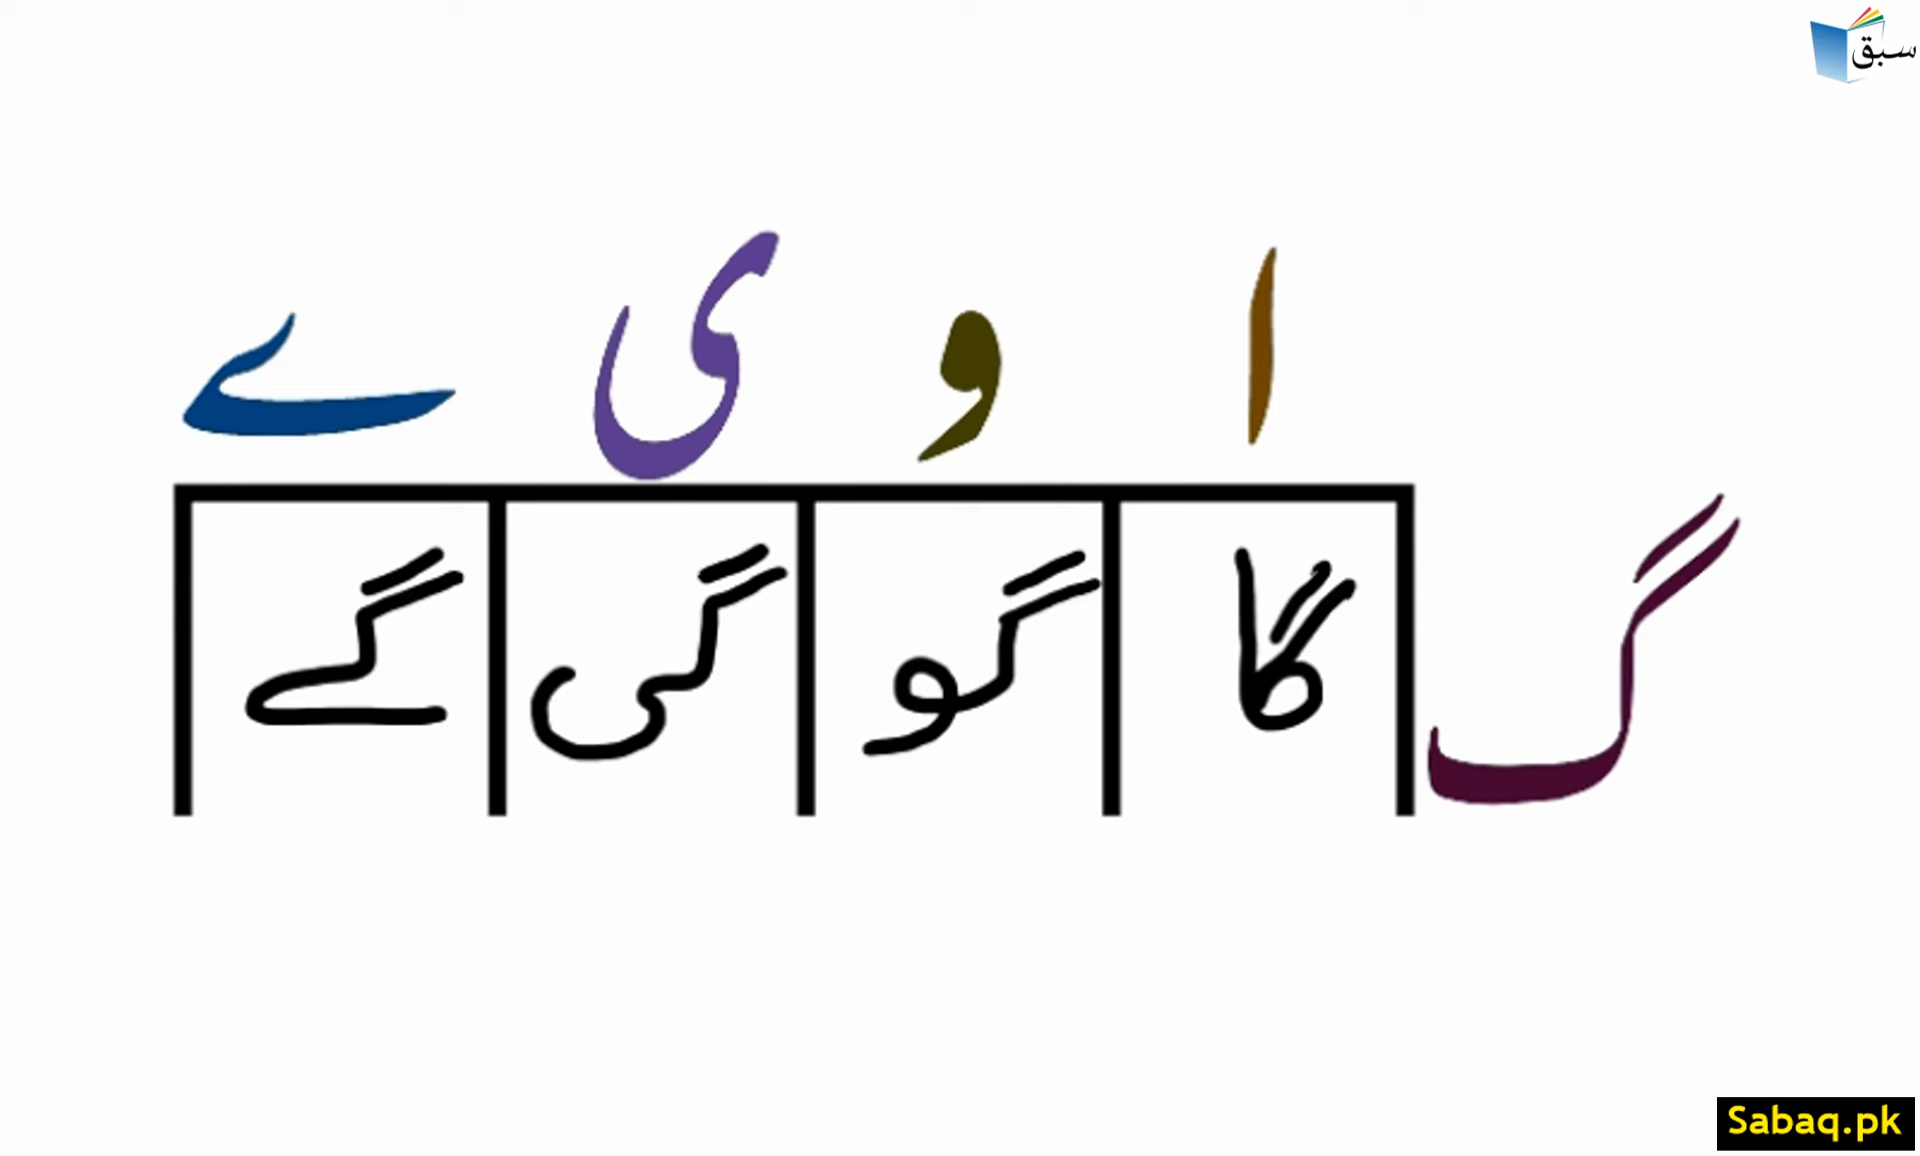 سبق
ا و ی ے
گ گا گو گی گے
Sabaq.pk